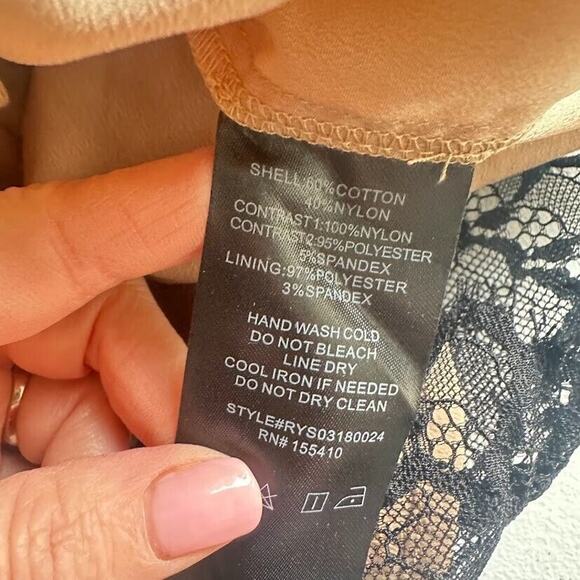 SHELL:60%COTTON
40%NYLON
CONTRAST1:100%NYLON
CONTRAST2:95%POLYESTER
5%SPANDEX
LINING:97%POLYESTER
3%SPANDEX
HAND WASH COLD
DO NOT BLEACH
LINE DRY
COOL IRON IF NEEDED
DO NOT DRY CLEAN
STYLE#RYS03180024
RN# 155410